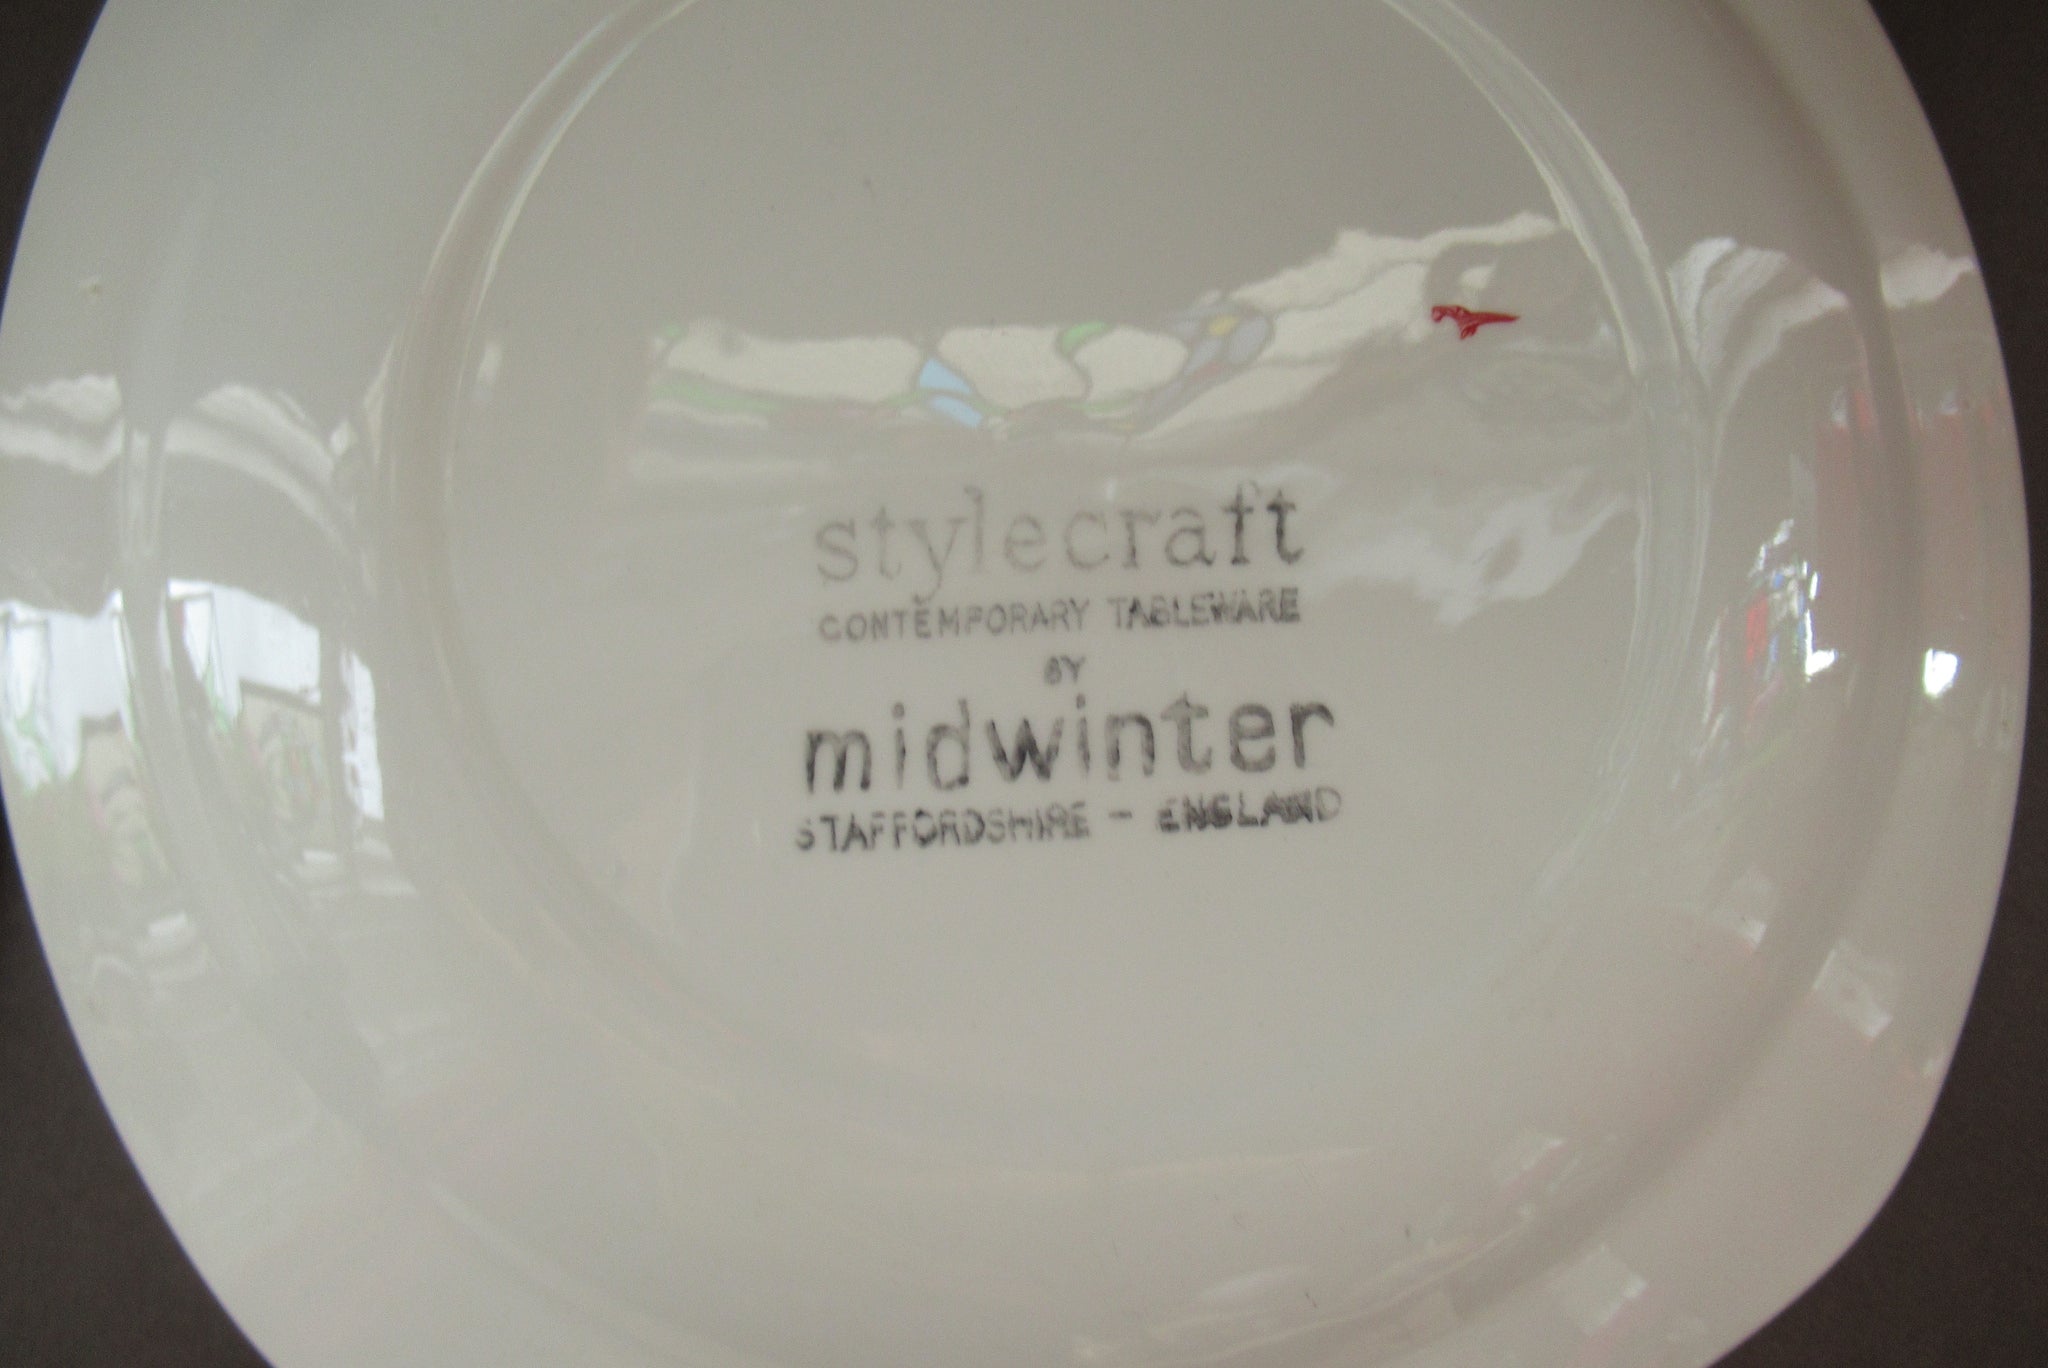 stylecraft
CONTEMPORARY TABLEWARE
BY
midwinter
STAFFORDSHIRE - ENGLAND